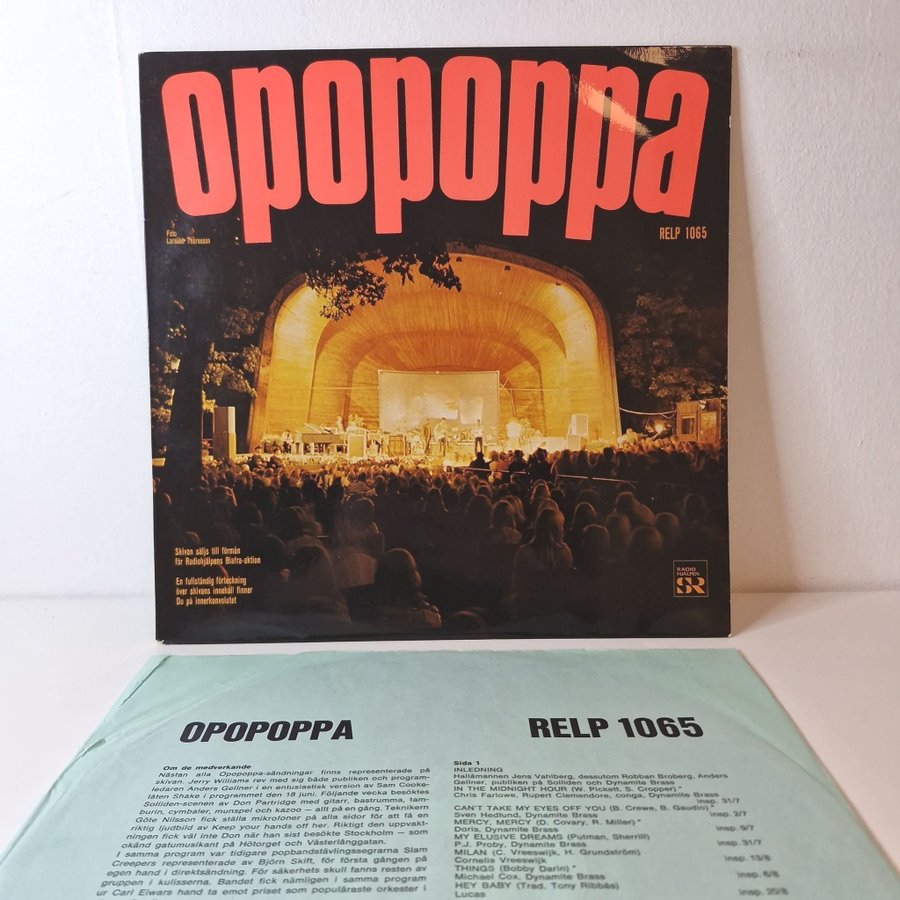 opopoppa
Foto
RELP 1065
Skivan säljs till förmån
för Radiohjälpens Biafra-aktion
En fullständig förteckning
över skivans innehåll finner
Du på innerkonvolutet
RADIO
HJÄLPEN
SR
OPOPOPPA
Om de medverkande
Nästan alla Opopoppa-sändningar finns representerade på
skivan. Jerry Williams rev med sig både publiken och program-
ledaren Anders Gellner i en entusiastisk version av Sam Cooke-
låten Shake i programmet den 18 juni. Följande vecka besöktes
Solliden-scenen av Don Partridge med gitarr, bastrumma, tam-
burin, cymbaler, munspel och kazoo — allt på en gång. Teknikern
Göte Nilsson fick ställa mikrofoner på alla sidor för att få en
riktig ljudbild av Keep your hands off her. Riktigt den uppvakt-
ningen fick väl inte Don när han sist besökte Stockholm — som
okänd gatumusikant på Hötorget och Västerlånggatan.
I samma program var tidigare popbandstävlingssegrarna Slam
Creepers representerade av Björn Skift, för första gången på
egen hand i direktsändning. För säkerhets skull fanns resten av
gruppen i kulisserna. Bandet fick nämligen i samma program
ur Carl Eiwars hand ta emot priset som populäraste orkester i
RELP 1065
Side 1
INLEDNING
Hallåmannen Jens Vahlberg, dessutom Robban Broberg, Anders
Gellner, publiken på Solliden och Dynamite Brass
IN THE MIDNIGHT HOUR (W. Pickett, S. Cropper) *
Chris Farlowe, Rupert Clemendore, conga, Dynamite Brass
insp. 31/7
CAN'T TAKE MY EYES OFF YOU (B. Crewe, B. Gaudio) *
Sven Hedlund, Dynamite Brass insp. 2/7
MERCY, MERCY (D. Covary, R. Miller) *
Doris, Dynamite Brass insp. 9/7
MY ELUSIVE DREAMS (Putman, Sherrill)
P.J. Proby, Dynamite Brass insp. 31/7
MILAN (C. Vreeswijk, H. Grundström)
Cornelis Vreeswijk insp. 13/8
THINGS (Bobby Darin) *
Michael Cox, Dynamite Brass insp. 6/8
HEY BABY (Trad. Tony Ribbås)
Lucas insp. 20/8